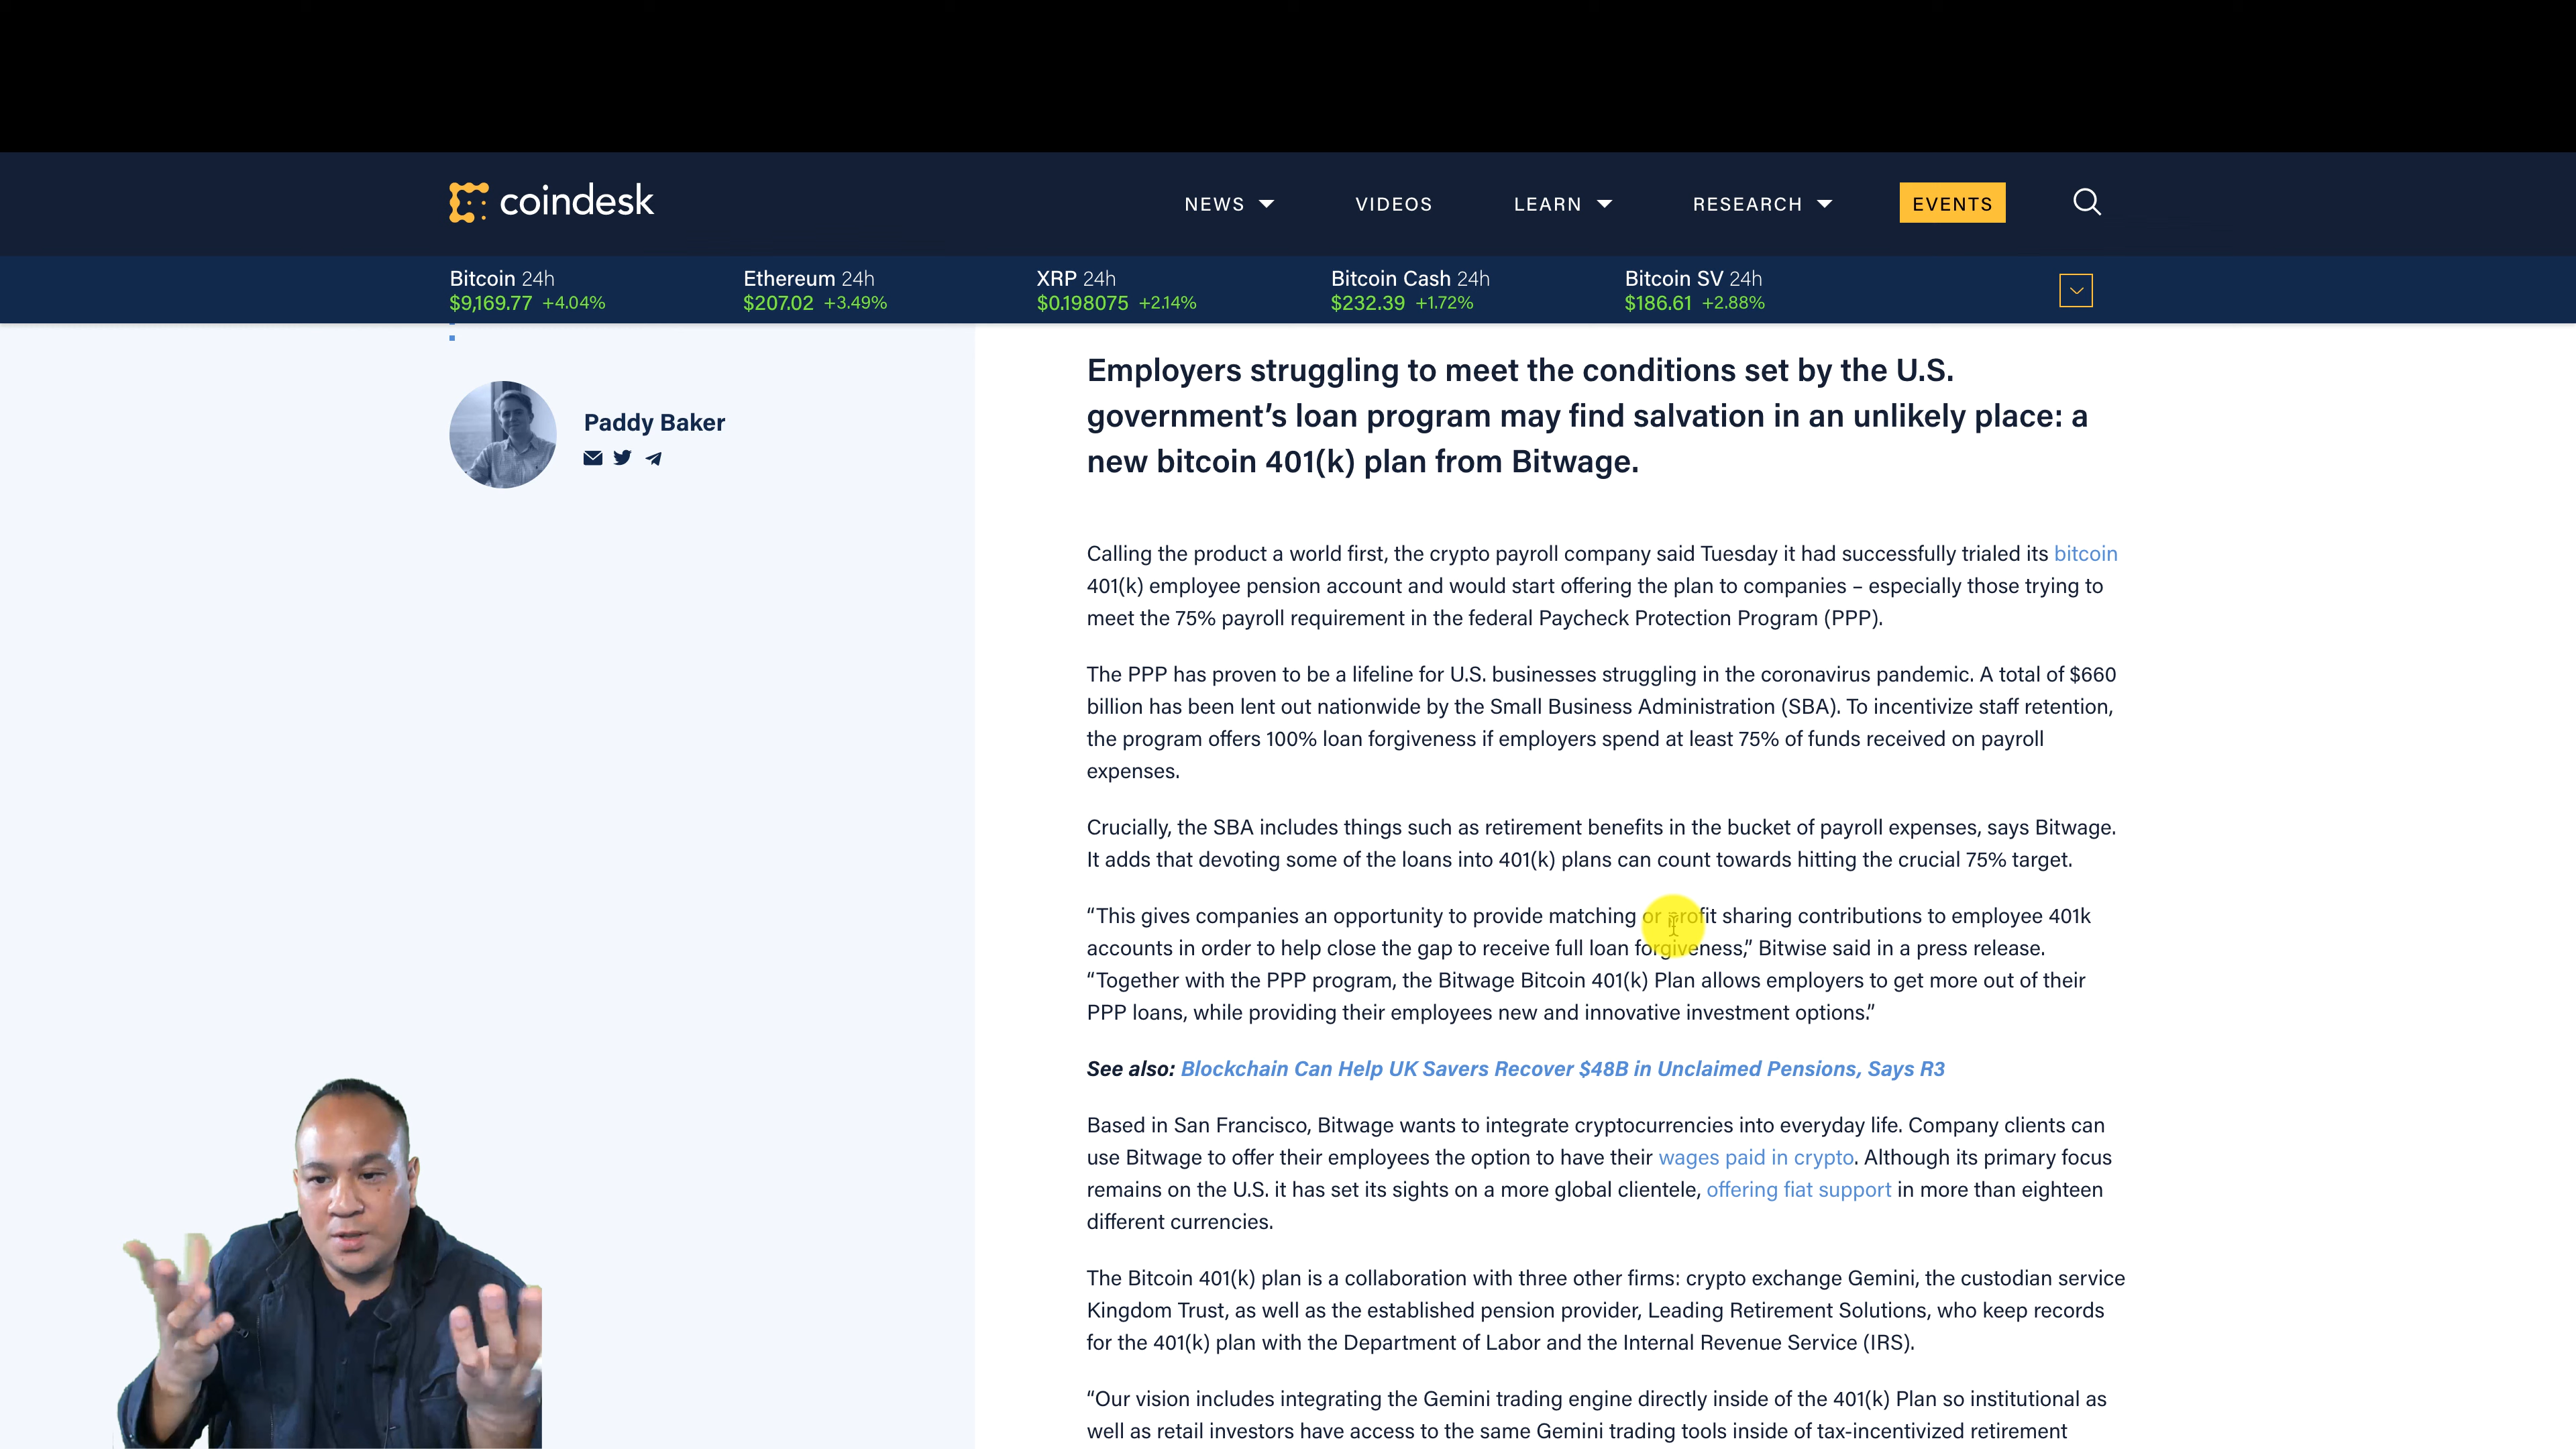 coindesk
NEWS
VIDEOS
LEARN
RESEARCH
EVENTS
Bitcoin 24h
$9,169.77 +4.04%
Ethereum 24h
$207.02 +3.49%
XRP 24h
$0.198075 +2.14%
Bitcoin Cash 24h
$232.39 +1.72%
Bitcoin SV 24h
$186.61 +2.88%
Paddy Baker
Employers struggling to meet the conditions set by the U.S.
government’s loan program may find salvation in an unlikely place: a
new bitcoin 401(k) plan from Bitwage.
Calling the product a world first, the crypto payroll company said Tuesday it had successfully trialed its bitcoin
401(k) employee pension account and would start offering the plan to companies – especially those trying to
meet the 75% payroll requirement in the federal Paycheck Protection Program (PPP).
The PPP has proven to be a lifeline for U.S. businesses struggling in the coronavirus pandemic. A total of $660
billion has been lent out nationwide by the Small Business Administration (SBA). To incentivize staff retention,
the program offers 100% loan forgiveness if employers spend at least 75% of funds received on payroll
expenses.
Crucially, the SBA includes things such as retirement benefits in the bucket of payroll expenses, says Bitwage.
It adds that devoting some of the loans into 401(k) plans can count towards hitting the crucial 75% target.
“This gives companies an opportunity to provide matching or profit sharing contributions to employee 401k
accounts in order to help close the gap to receive full loan forgiveness,” Bitwise said in a press release.
“Together with the PPP program, the Bitwage Bitcoin 401(k) Plan allows employers to get more out of their
PPP loans, while providing their employees new and innovative investment options.”
See also: Blockchain Can Help UK Savers Recover $48B in Unclaimed Pensions, Says R3
Based in San Francisco, Bitwage wants to integrate cryptocurrencies into everyday life. Company clients can
use Bitwage to offer their employees the option to have their wages paid in crypto. Although its primary focus
remains on the U.S. it has set its sights on a more global clientele, offering fiat support in more than eighteen
different currencies.
The Bitcoin 401(k) plan is a collaboration with three other firms: crypto exchange Gemini, the custodian service
Kingdom Trust, as well as the established pension provider, Leading Retirement Solutions, who keep records
for the 401(k) plan with the Department of Labor and the Internal Revenue Service (IRS).
“Our vision includes integrating the Gemini trading engine directly inside of the 401(k) Plan so institutional as
well as retail investors have access to the same Gemini trading tools inside of tax-incentivized retirement